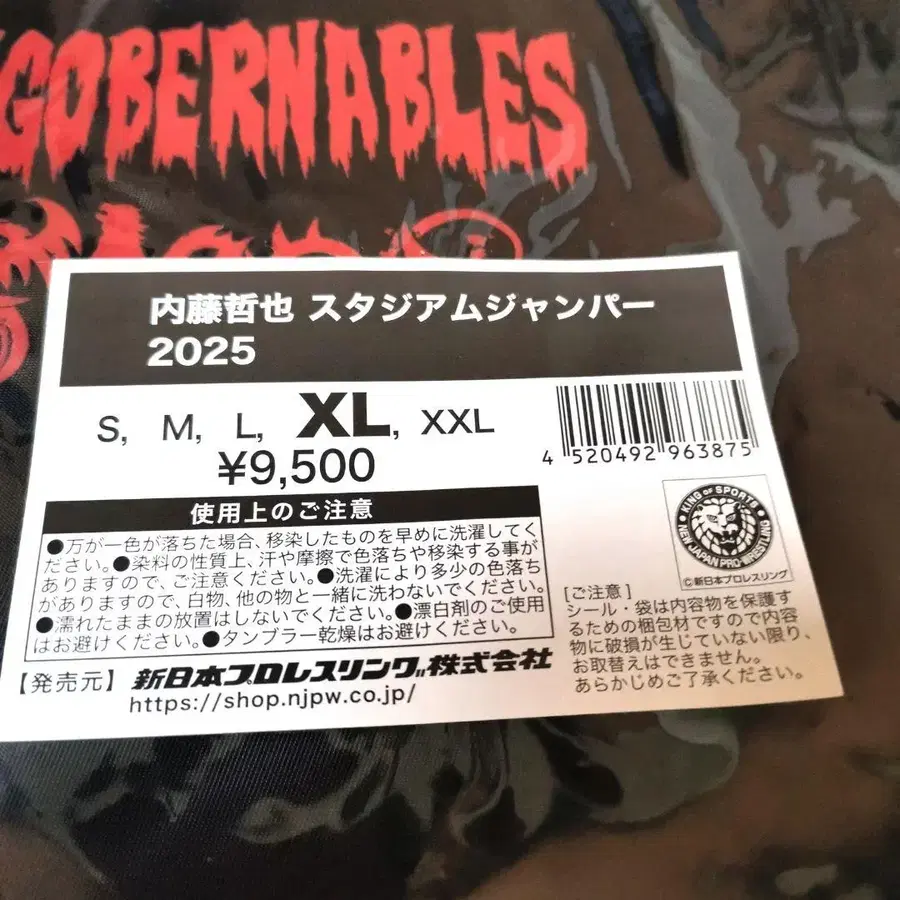 GOBERNABLES
内藤哲也 スタジアムジャンパー
2025
S, M, L, XL, XXL
¥9,500
4 520492 963875
使用上のご注意
●万が一色が落ちた場合、移染したものを早めに洗濯してく
ださい。●染料の性質上、汗や摩擦で色落ちや移染する事が
ありますので、ご注意ください。●洗濯により多少の色落ち
がありますので、白物、他の物と一緒に洗わないでください。
●濡れたままの放置はしないでください。●漂白剤のご使用
はお避けください。●タンブラー乾燥はお避けください。
KING OF SPORTS
NEW JAPAN PRO-WRESTLING
©新日本プロレスリング
[ご注意]
シール・袋は内容物を保護す
るための梱包材ですので内容
物に破損が生じていない限り、
お取替えはできません。
あらかじめご了承ください。
【発売元】新日本プロレスリング株式会社
https://shop.njpw.co.jp/